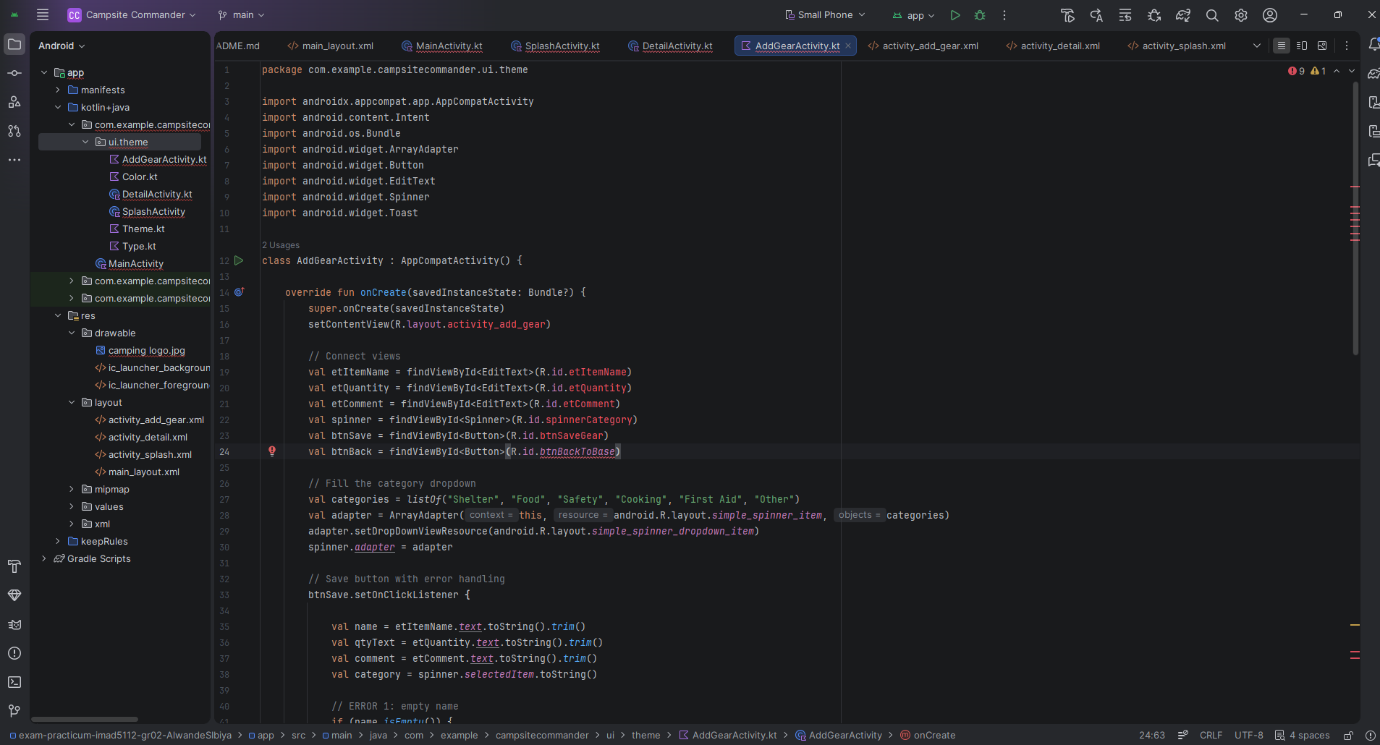 CC Campsite Commander main Small Phone app
Android
ADME.md main_layout.xml MainActivity.kt SplashActivity.kt DetailActivity.kt AddGearActivity.kt activity_add_gear.xml activity_detail.xml activity_splash.xml
app
manifests
kotlin+java
com.example.campsitecor
ui.theme
AddGearActivity.kt
Color.kt
DetailActivity.kt
SplashActivity
Theme.kt
Type.kt
MainActivity
com.example.campsitecor
com.example.campsitecor
res
drawable
camping logo.jpg
ic_launcher_backgroun
ic_launcher_foregroun
layout
activity_add_gear.xml
activity_detail.xml
activity_splash.xml
main_layout.xml
mipmap
values
xml
keepRules
Gradle Scripts
9 1
1 package com.example.campsitecommander.ui.theme
2
3 import androidx.appcompat.app.AppCompatActivity
4 import android.content.Intent
5 import android.os.Bundle
6 import android.widget.ArrayAdapter
7 import android.widget.Button
8 import android.widget.EditText
9 import android.widget.Spinner
10 import android.widget.Toast
11
2 Usages
12 class AddGearActivity : AppCompatActivity() {
13
14 override fun onCreate(savedInstanceState: Bundle?) {
15 super.onCreate(savedInstanceState)
16 setContentView(R.layout.activity_add_gear)
17
18 // Connect views
19 val etItemName = findViewById<EditText>(R.id.etItemName)
20 val etQuantity = findViewById<EditText>(R.id.etQuantity)
21 val etComment = findViewById<EditText>(R.id.etComment)
22 val spinner = findViewById<Spinner>(R.id.spinnerCategory)
23 val btnSave = findViewById<Button>(R.id.btnSaveGear)
24 val btnBack = findViewById<Button>(R.id.btnBackToBase)
25
26 // Fill the category dropdown
27 val categories = listOf("Shelter", "Food", "Safety", "Cooking", "First Aid", "Other")
28 val adapter = ArrayAdapter( context = this, resource = android.R.layout.simple_spinner_item, objects = categories)
29 adapter.setDropDownViewResource(android.R.layout.simple_spinner_dropdown_item)
30 spinner.adapter = adapter
31
32 // Save button with error handling
33 btnSave.setOnClickListener {
34
35 val name = etItemName.text.toString().trim()
36 val qtyText = etQuantity.text.toString().trim()
37 val comment = etComment.text.toString().trim()
38 val category = spinner.selectedItem.toString()
39
40 // ERROR 1: empty name
41 if (name.isEmpty()) {
exam-practicum-imad5112-gr02-AlwandeSIbiya > app > src > main > java > com > example > campsitecommander > ui > theme > AddGearActivity.kt > AddGearActivity > onCreate 24:63 CRLF UTF-8 4 spaces